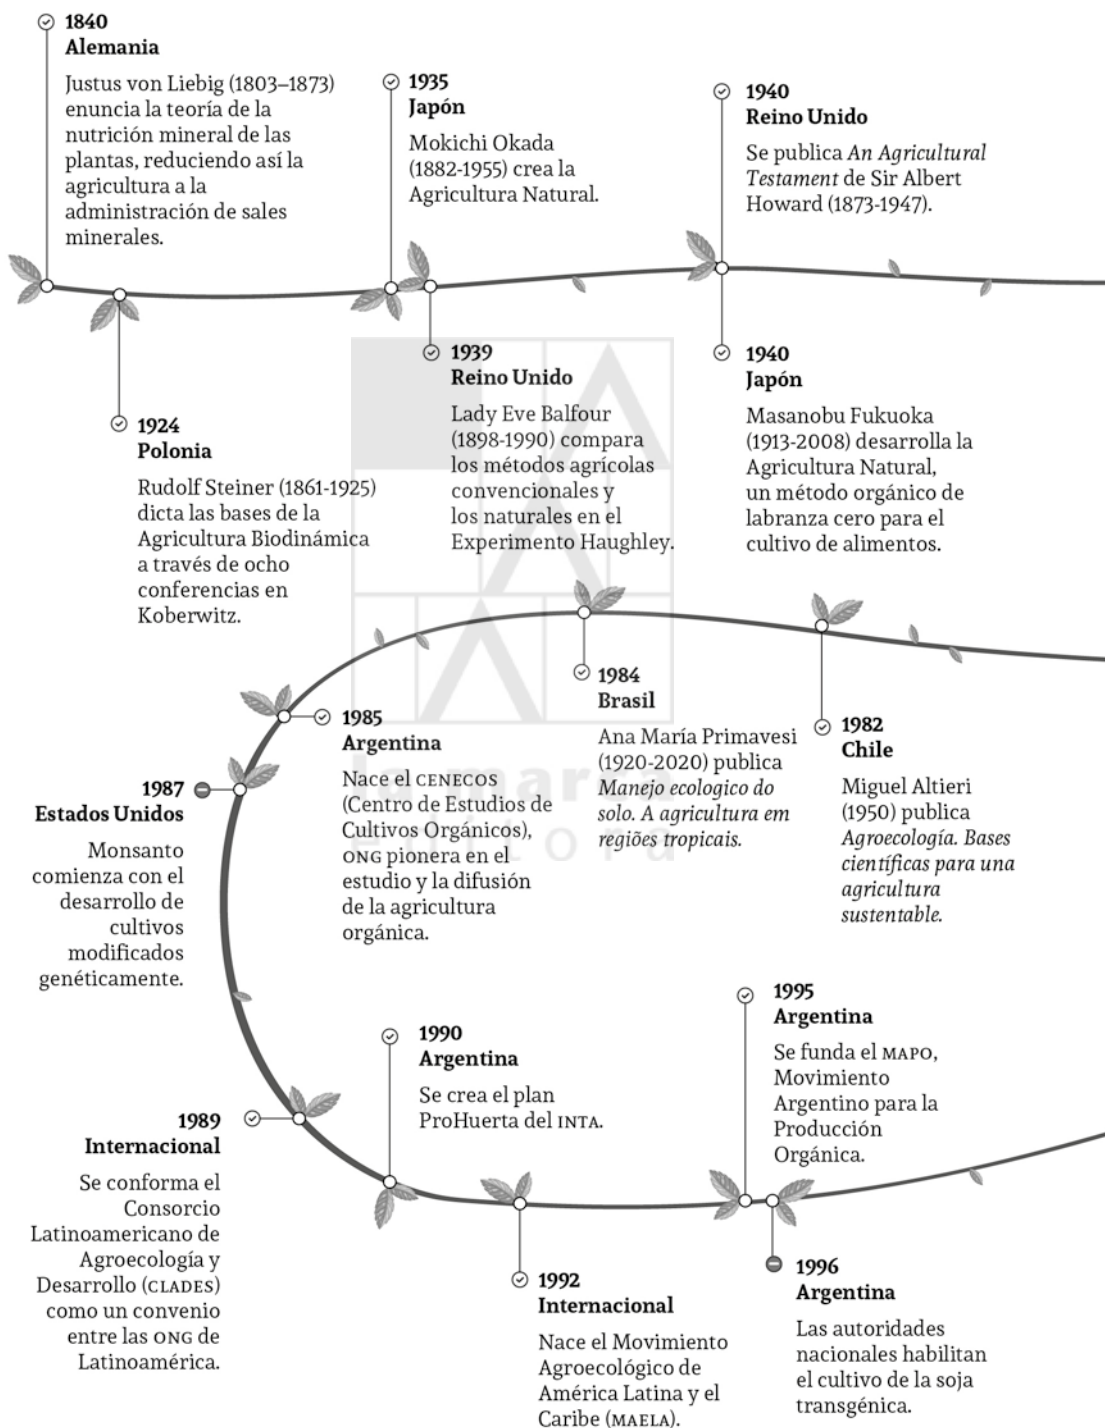 1840
Alemania
Justus von Liebig (1803–1873)
enuncia la teoría de la
nutrición mineral de las
plantas, reduciendo así la
agricultura a la
administración de sales
minerales.
1924
Polonia
Rudolf Steiner (1861-1925)
dicta las bases de la
Agricultura Biodinámica
a través de ocho
conferencias en
Koberwitz.
1935
Japón
Mokichi Okada
(1882-1955) crea la
Agricultura Natural.
1939
Reino Unido
Lady Eve Balfour
(1898-1990) compara
los métodos agrícolas
convencionales y
los naturales en el
Experimento Haughley.
1940
Reino Unido
Se publica An Agricultural
Testament de Sir Albert
Howard (1873-1947).
1940
Japón
Masanobu Fukuoka
(1913-2008) desarrolla la
Agricultura Natural,
un método orgánico de
labranza cero para el
cultivo de alimentos.
1982
Chile
Miguel Altieri
(1950) publica
Agroecología. Bases
científicas para una
agricultura
sustentable.
1984
Brasil
Ana María Primavesi
(1920-2020) publica
Manejo ecologico do
solo. A agricultura em
regiões tropicais.
1985
Argentina
Nace el CENECOS
(Centro de Estudios de
Cultivos Orgánicos),
ONG pionera en el
estudio y la difusión
de la agricultura
orgánica.
1987
Estados Unidos
Monsanto
comienza con el
desarrollo de
cultivos
modificados
genéticamente.
1989
Internacional
Se conforma el
Consorcio
Latinoamericano de
Agroecología y
Desarrollo (CLADES)
como un convenio
entre las ONG de
Latinoamérica.
1990
Argentina
Se crea el plan
ProHuerta del INTA.
1992
Internacional
Nace el Movimiento
Agroecológico de
América Latina y el
Caribe (MAELA).
1995
Argentina
Se funda el MAPO,
Movimiento
Argentino para la
Producción
Orgánica.
1996
Argentina
Las autoridades
nacionales habilitan
el cultivo de la soja
transgénica.
la marca
editora